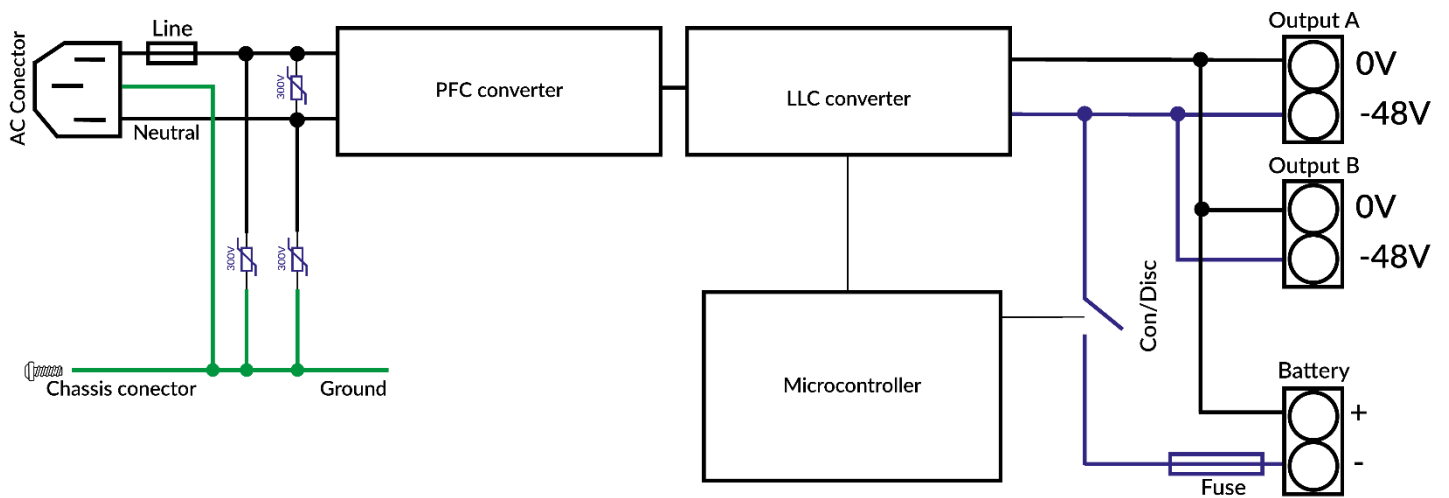 Line
AC Conector
Neutral
300V
300V
300V
Chassis conector
Ground
PFC converter
LLC converter
Microcontroller
Con/Disc
Output A
0V
-48V
Output B
0V
-48V
Battery
+
-
Fuse